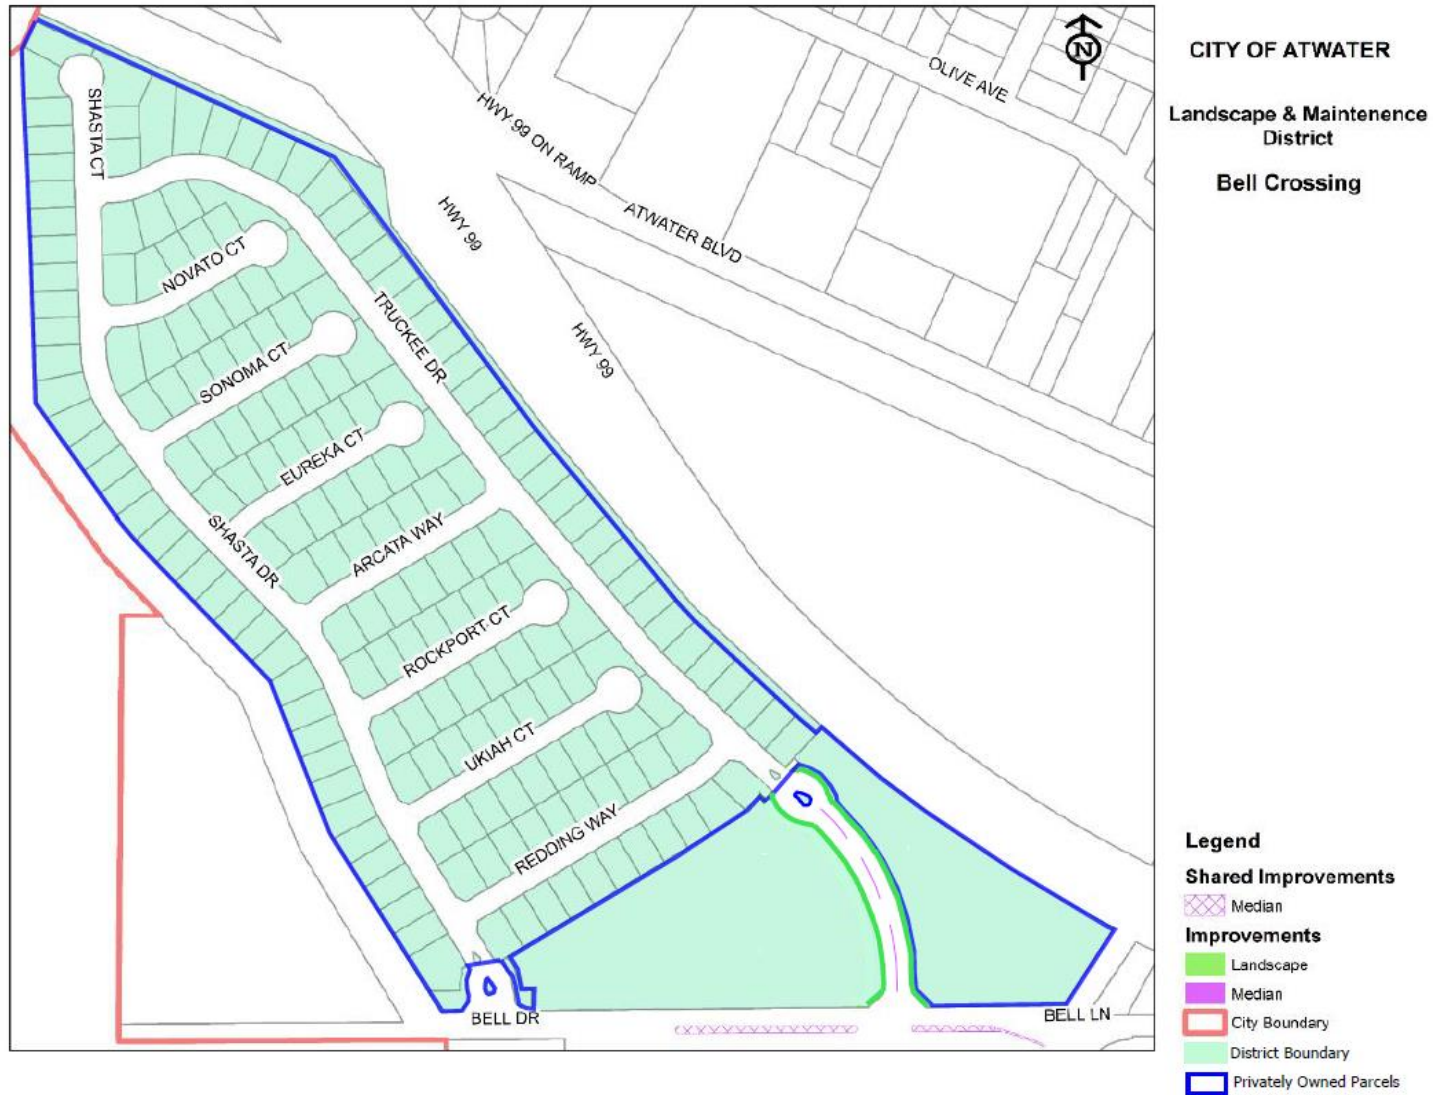 CITY OF ATWATER
Landscape & Maintenence
District
Bell Crossing
N
OLIVE AVE
HWY 99 ON RAMP
ATWATER BLVD
HWY 99
HWY 99
SHASTA CT
NOVATO CT
TRUCKEE DR
SONOMA CT
EUREKA CT
SHASTA DR
ARCATA WAY
ROCKPORT CT
UKIAH CT
REDDING WAY
BELL DR
BELL LN
Legend
Shared Improvements
Median
Improvements
Landscape
Median
City Boundary
District Boundary
Privately Owned Parcels